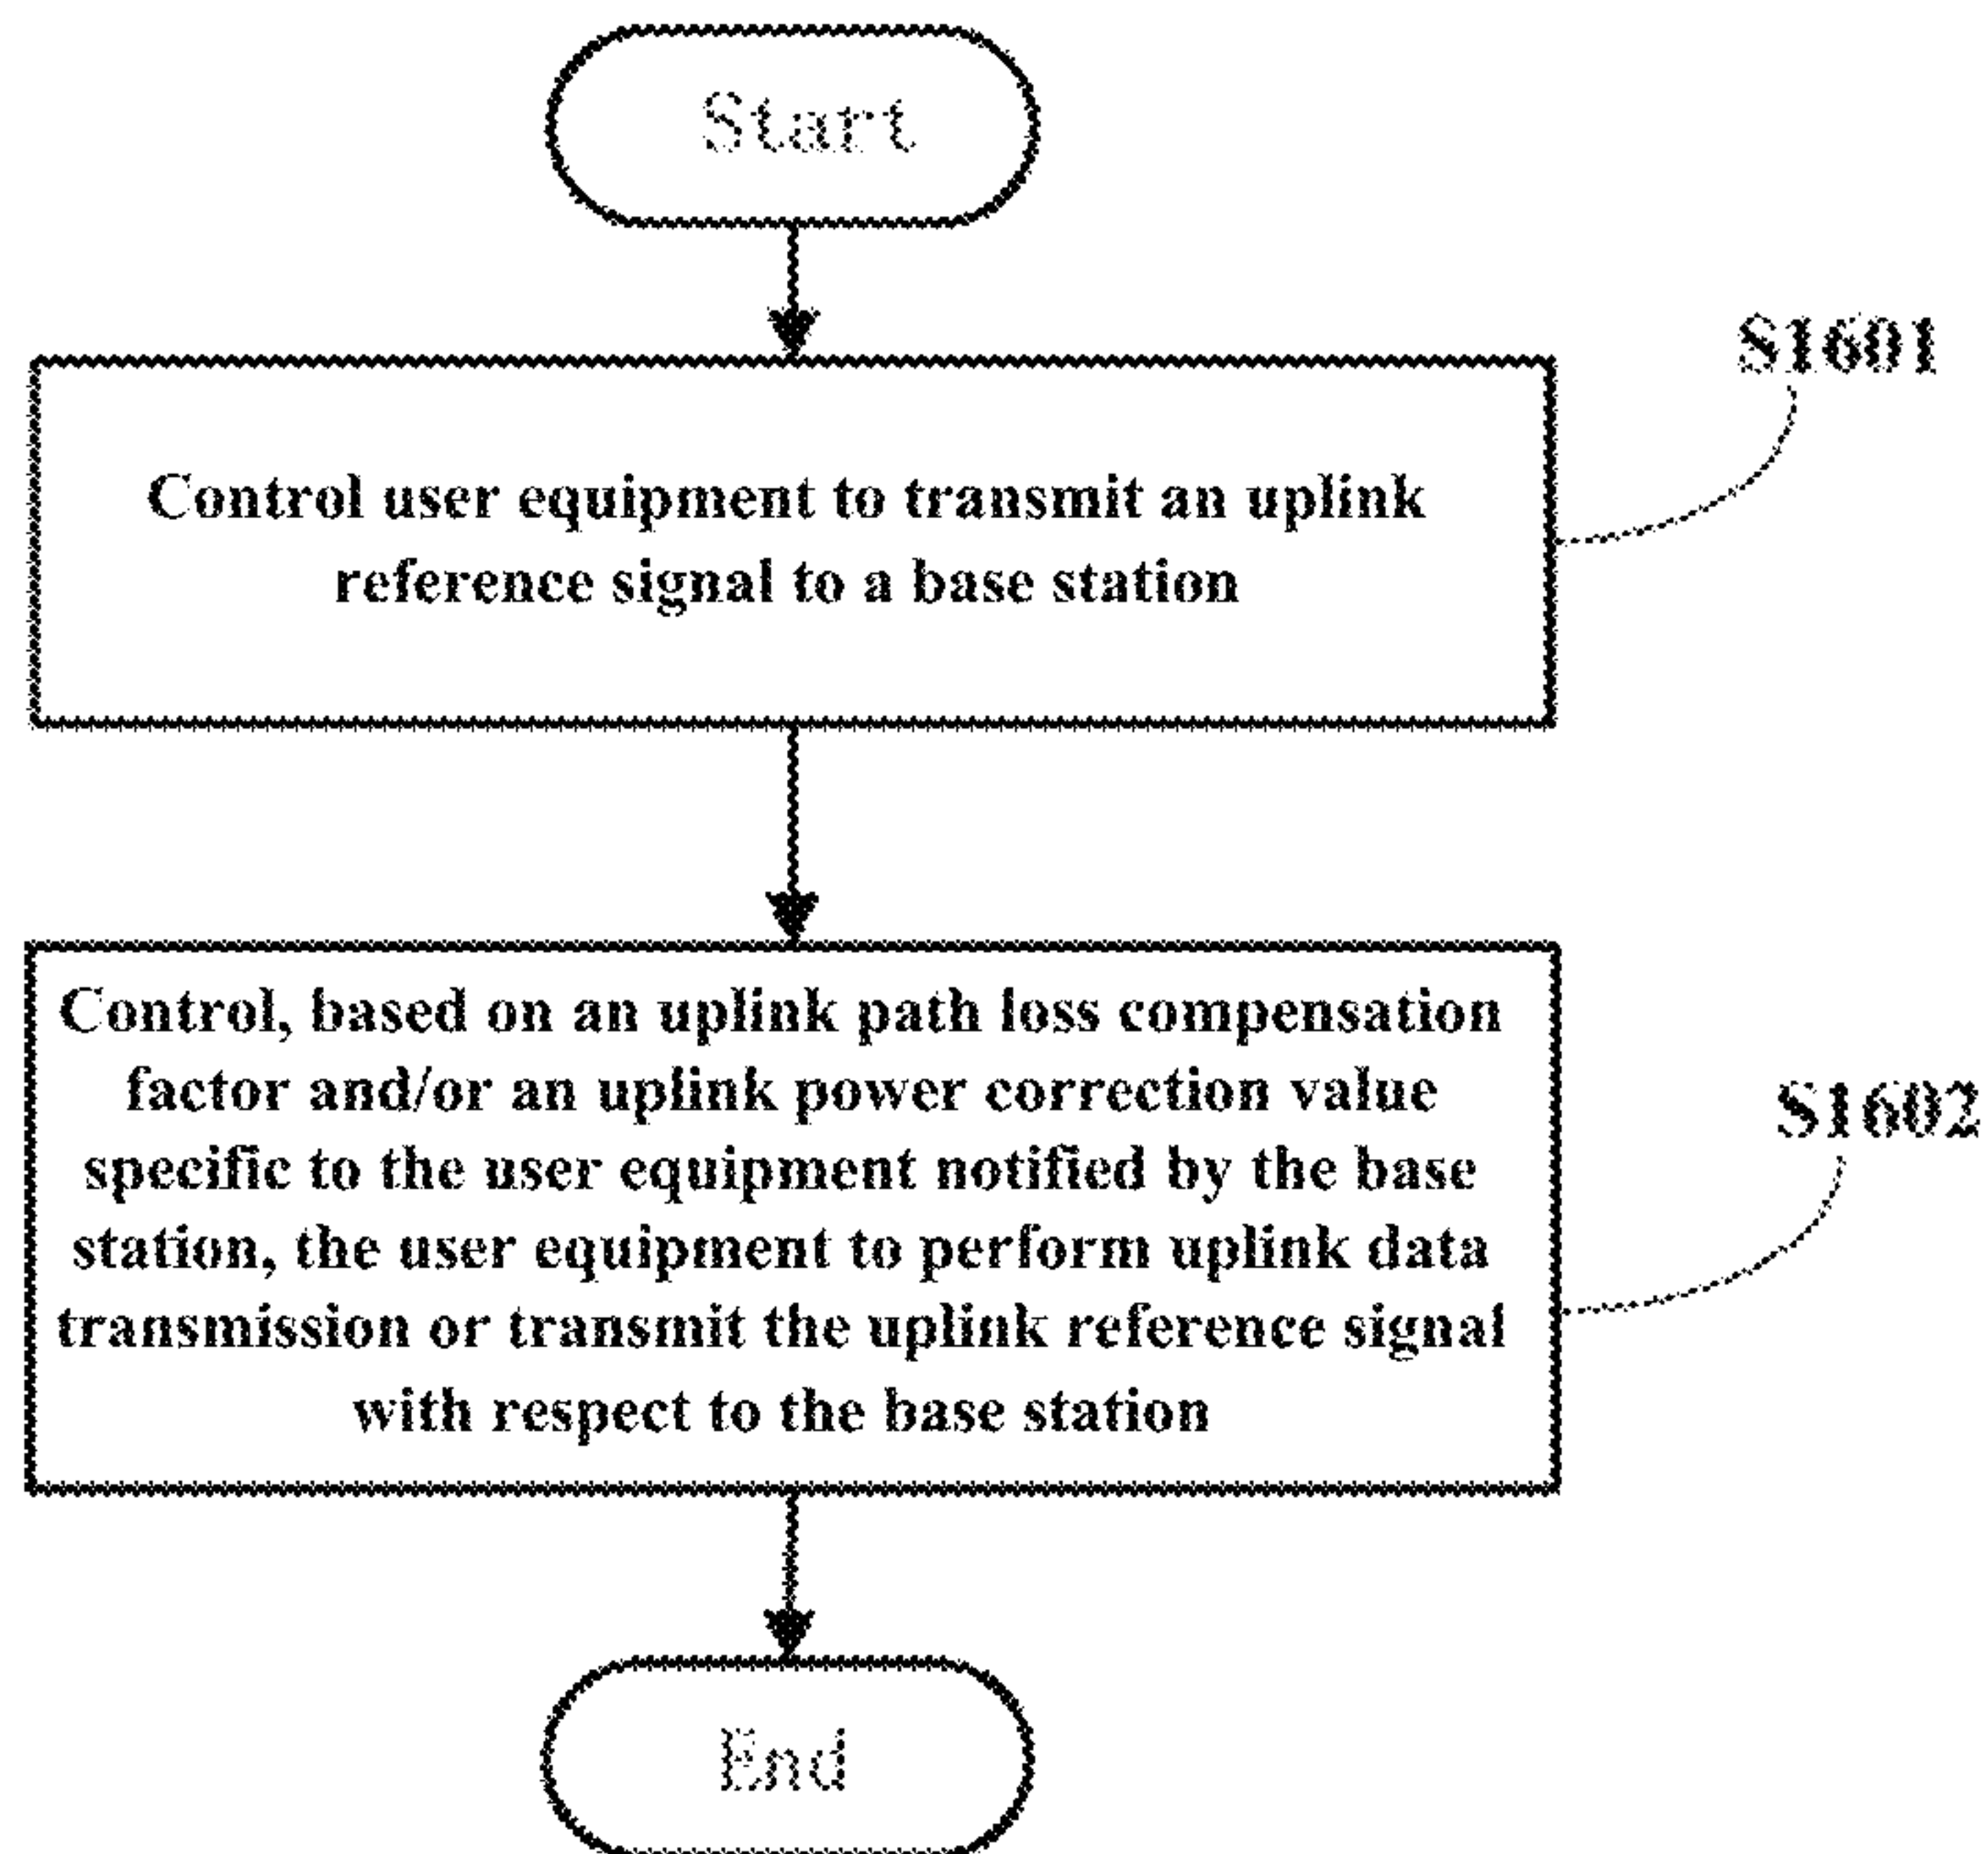 Start
S1601
Control user equipment to transmit an uplink
reference signal to a base station
Control, based on an uplink path loss compensation
factor and/or an uplink power correction value
specific to the user equipment notified by the base
station, the user equipment to perform uplink data
transmission or transmit the uplink reference signal
with respect to the base station
S1602
End